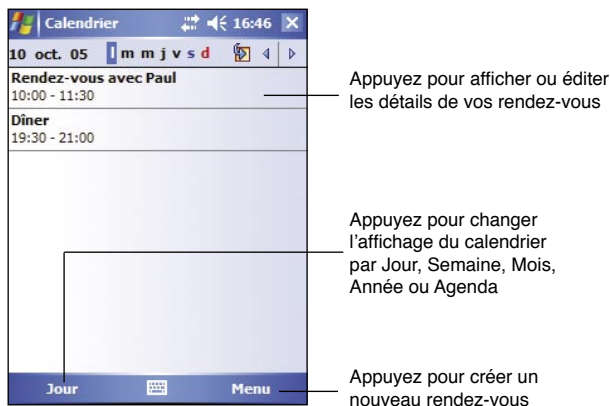 Calendrier 16:46
10 oct. 05 l m m j v s d
Rendez-vous avec Paul
10:00 - 11:30
Dîner
19:30 - 21:00
Jour Menu
Appuyez pour afficher ou éditer
les détails de vos rendez-vous
Appuyez pour changer
l’affichage du calendrier
par Jour, Semaine, Mois,
Année ou Agenda
Appuyez pour créer un
nouveau rendez-vous